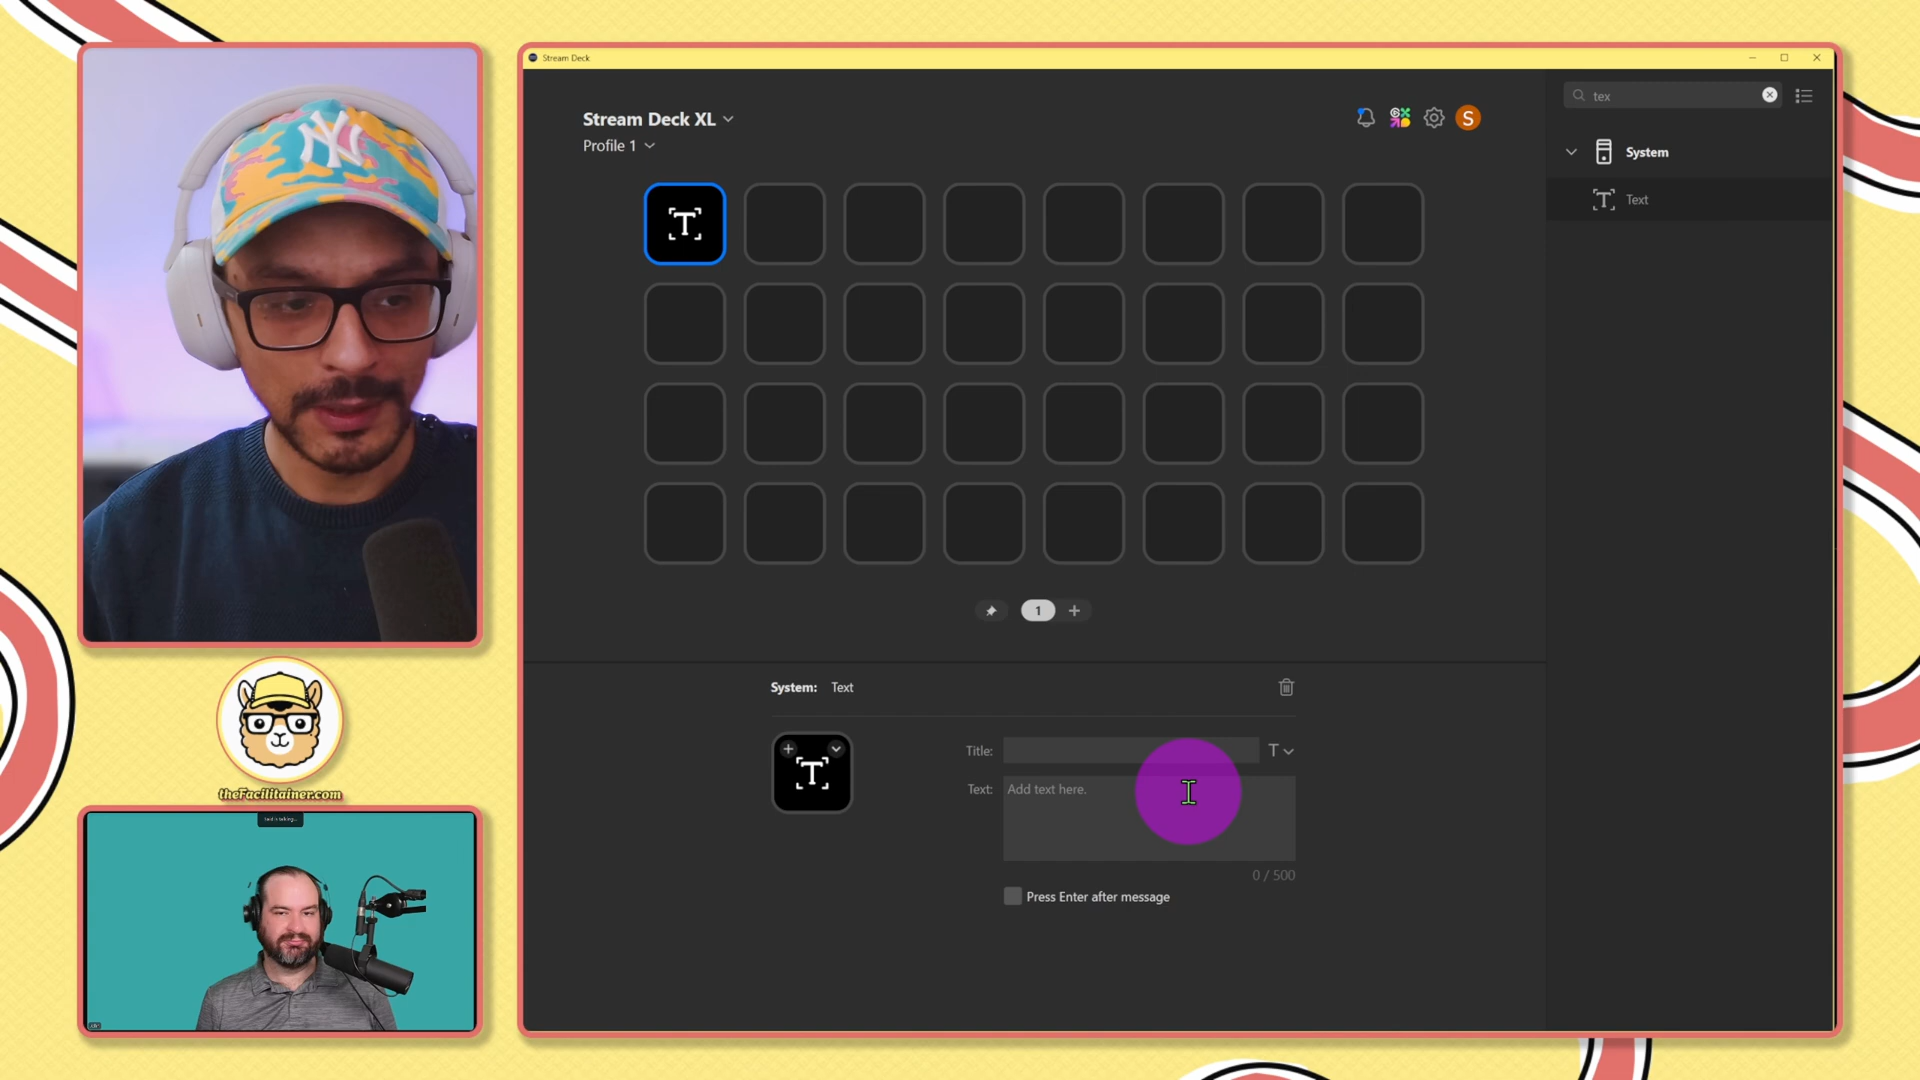 Stream Deck
Stream Deck XL
Profile 1
S
tex
System
Text
T
1
System: Text
T
Title:
T
Text:
Add text here.
0 / 500
Press Enter after message
NY
theFacilitainer.com